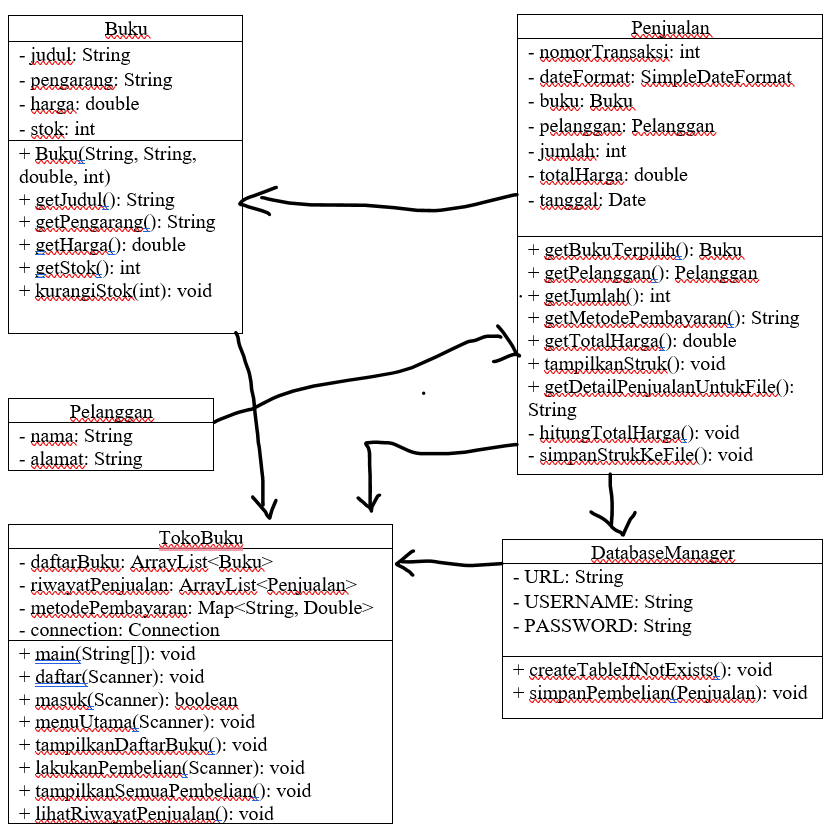 Buku
- judul: String
- pengarang: String
- harga: double
- stok: int
+ Buku(String, String,
double, int)
+ getJudul(): String
+ getPengarang(): String
+ getHarga(): double
+ getStok(): int
+ kurangiStok(int): void
Penjualan
- nomorTransaksi: int
- dateFormat: SimpleDateFormat
- buku: Buku
- pelanggan: Pelanggan
- jumlah: int
- totalHarga: double
- tanggal: Date
+ getBukuTerpilih(): Buku
+ getPelanggan(): Pelanggan
+ getJumlah(): int
+ getMetodePembayaran(): String
+ getTotalHarga(): double
+ tampilkanStruk(): void
+ getDetailPenjualanUntukFile():
String
- hitungTotalHarga(): void
- simpanStrukKeFile(): void
Pelanggan
- nama: String
- alamat: String
TokoBuku
- daftarBuku: ArrayList<Buku>
- riwayatPenjualan: ArrayList<Penjualan>
- metodePembayaran: Map<String, Double>
- connection: Connection
+ main(String[]): void
+ daftar(Scanner): void
+ masuk(Scanner): boolean
+ menuUtama(Scanner): void
+ tampilkanDaftarBuku(): void
+ lakukanPembelian(Scanner): void
+ tampilkanSemuaPembelian(): void
+ lihatRiwayatPenjualan(): void
DatabaseManager
- URL: String
- USERNAME: String
- PASSWORD: String
+ createTableIfNotExists(): void
+ simpanPembelian(Penjualan): void